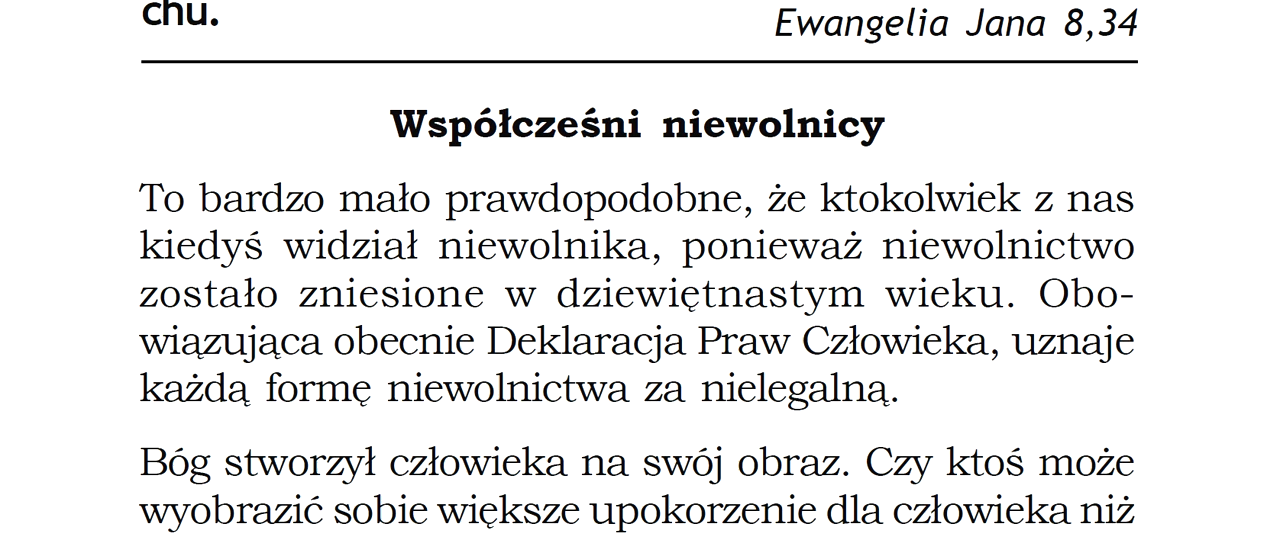 chu.
Ewangelia Jana 8,34
Współcześni niewolnicy
To bardzo mało prawdopodobne, że ktokolwiek z nas
kiedyś widział niewolnika, ponieważ niewolnictwo
zostało zniesione w dziewiętnastym wieku. Obo-
wiązująca obecnie Deklaracja Praw Człowieka, uznaje
każdą formę niewolnictwa za nielegalną.
Bóg stworzył człowieka na swój obraz. Czy ktoś może
wyobrazić sobie większe upokorzenie dla człowieka niż